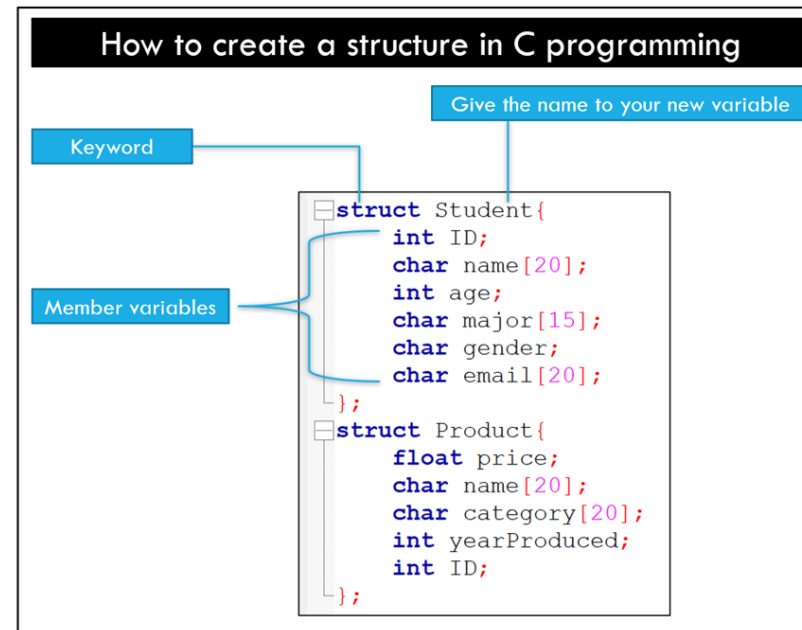 How to create a structure in C programming
Give the name to your new variable
Keyword
struct Student{
int ID;
char name[20];
int age;
Member variables
char major[15];
char gender;
char email[20];
};
struct Product{
float price;
char name[20];
char category[20];
int yearProduced;
int ID;
};